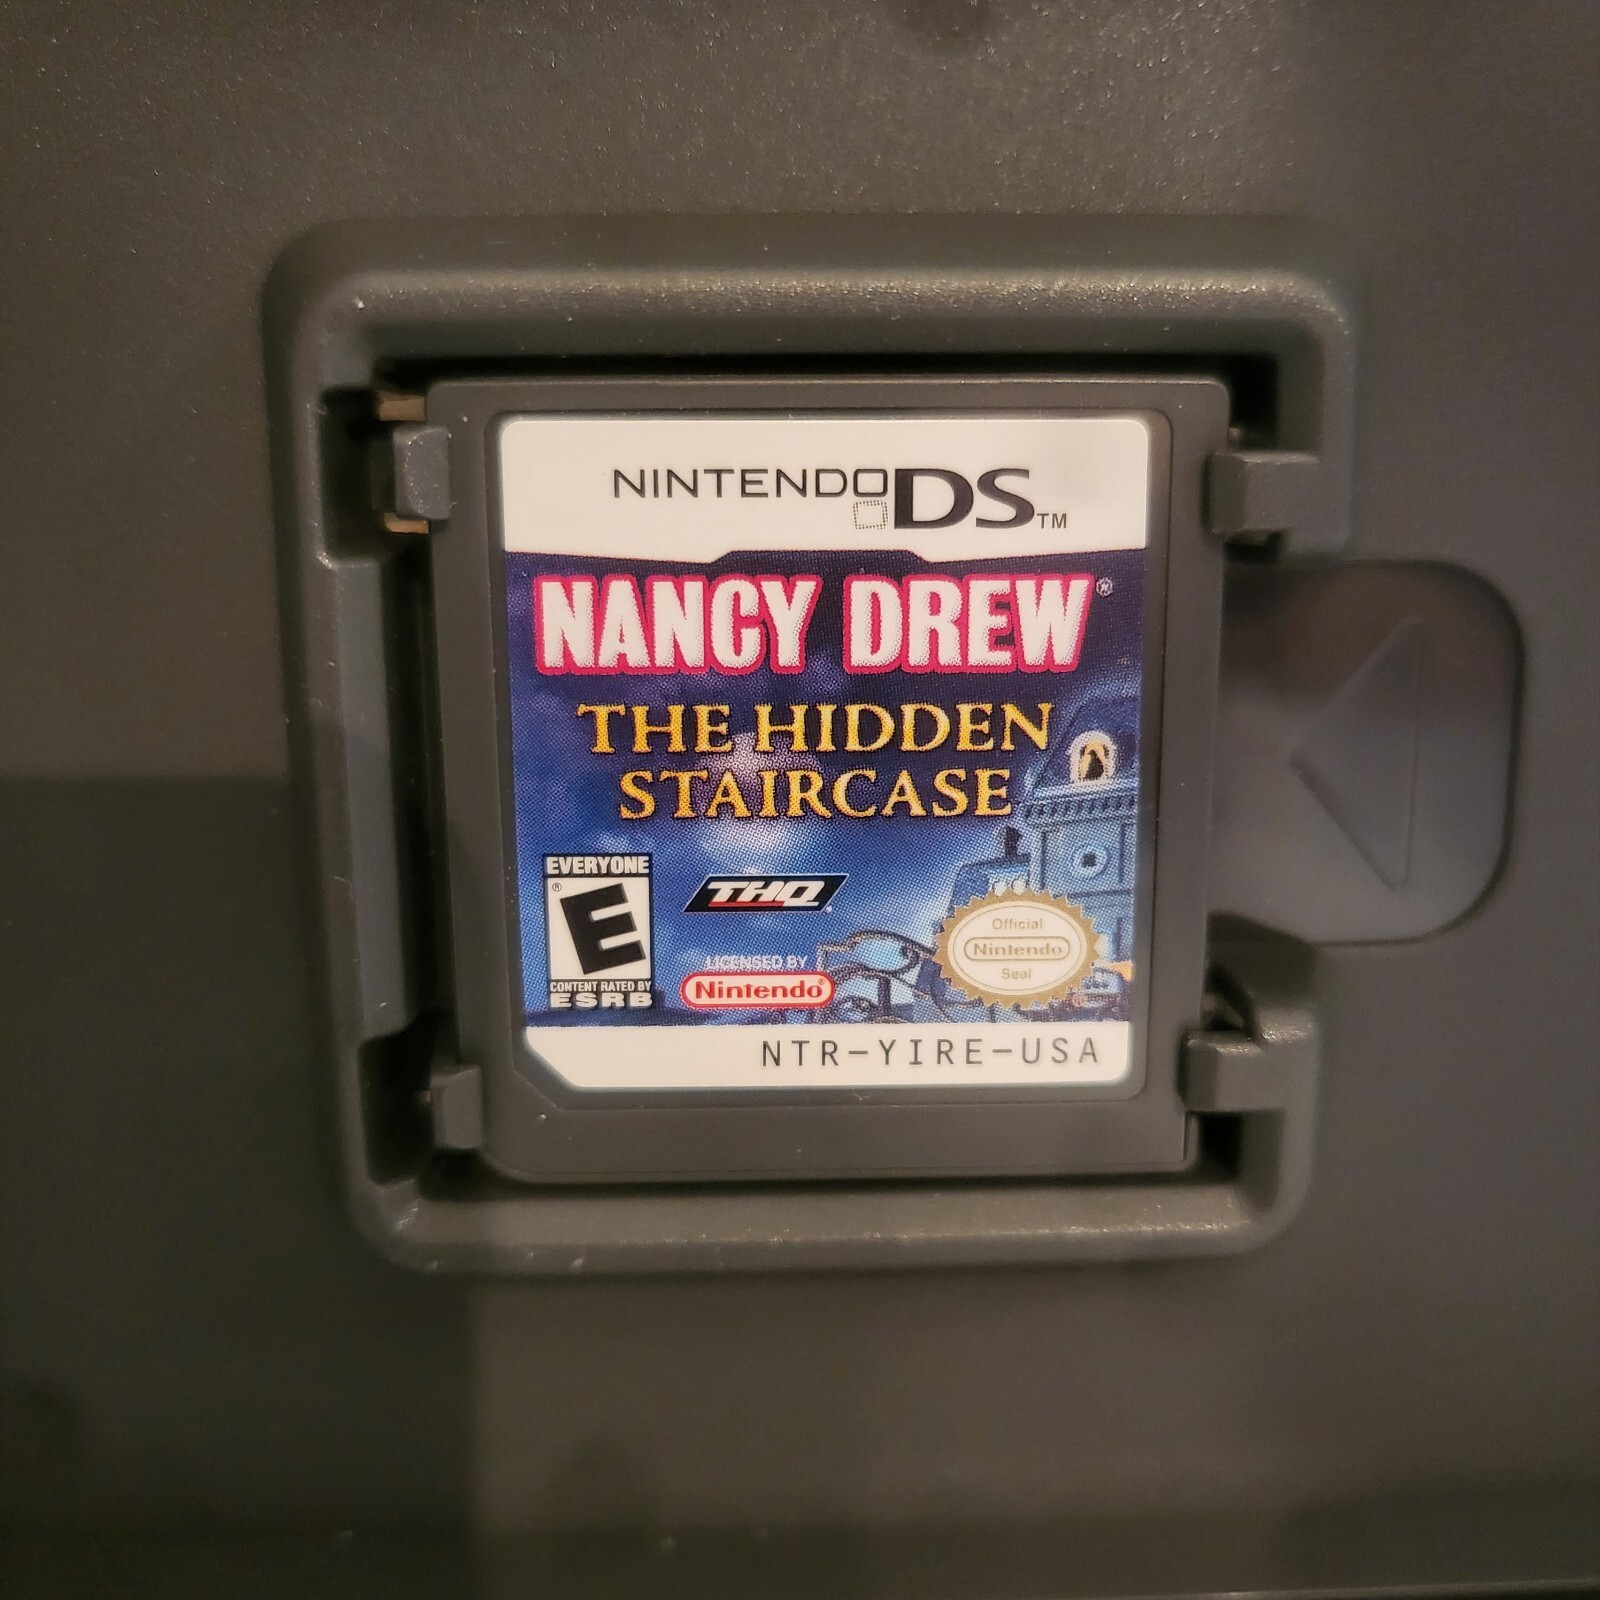 NINTENDO DS™
NANCY DREW®
THE HIDDEN
STAIRCASE
EVERYONE
E®
CONTENT RATED BY
ESRB
THQ®
LICENSED BY
Nintendo®
Official
Nintendo
Seal
NTR-YIRE-USA